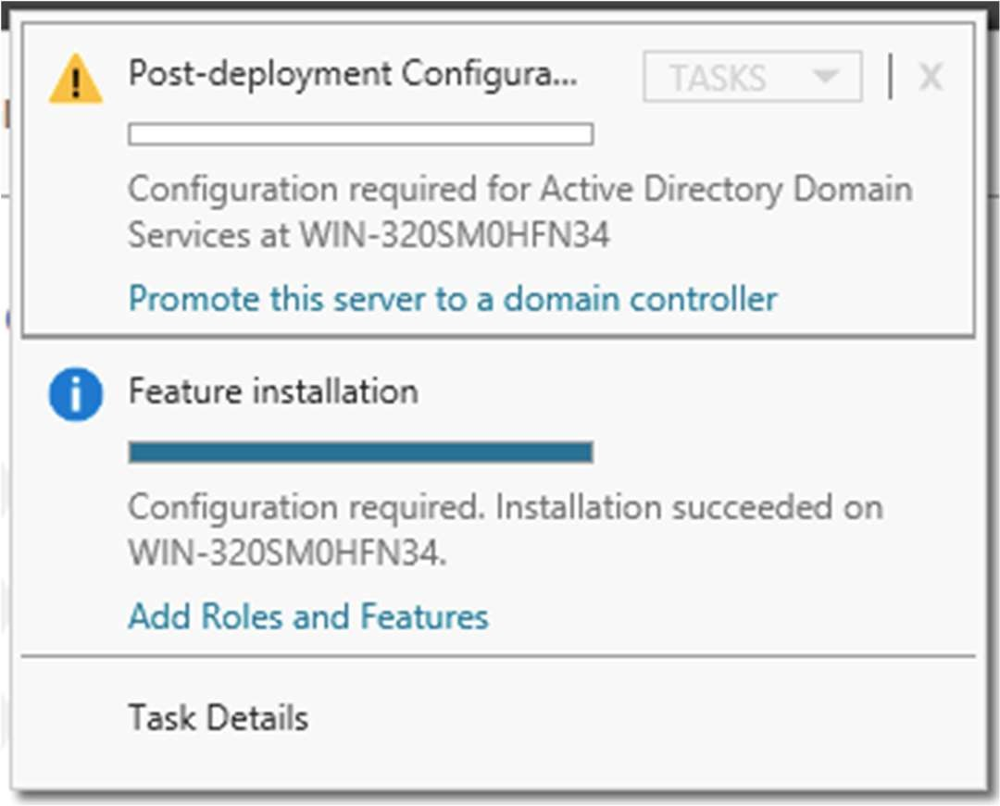 Post-deployment Configura...
TASKS
X
Configuration required for Active Directory Domain
Services at WIN-320SM0HFN34
Promote this server to a domain controller
Feature installation
Configuration required. Installation succeeded on
WIN-320SM0HFN34.
Add Roles and Features
Task Details